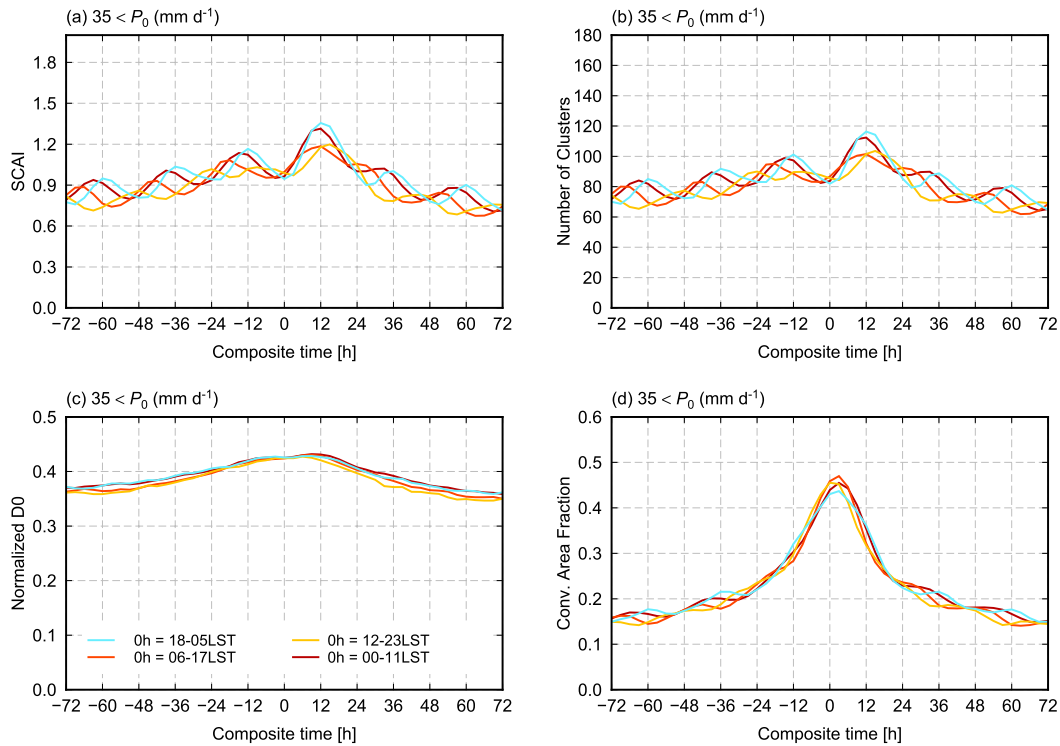 (a) 35 < P₀ (mm d⁻¹)
SCAI
1.8
1.5
1.2
0.9
0.6
0.3
0.0
−72 −60 −48 −36 −24 −12 0 12 24 36 48 60 72
Composite time [h]
(b) 35 < P₀ (mm d⁻¹)
Number of Clusters
180
160
140
120
100
80
60
40
20
0
−72 −60 −48 −36 −24 −12 0 12 24 36 48 60 72
Composite time [h]
(c) 35 < P₀ (mm d⁻¹)
Normalized D0
0.5
0.4
0.3
0.2
0.1
0.0
0h = 18-05LST
0h = 12-23LST
0h = 06-17LST
0h = 00-11LST
−72 −60 −48 −36 −24 −12 0 12 24 36 48 60 72
Composite time [h]
(d) 35 < P₀ (mm d⁻¹)
Conv. Area Fraction
0.6
0.5
0.4
0.3
0.2
0.1
0.0
−72 −60 −48 −36 −24 −12 0 12 24 36 48 60 72
Composite time [h]